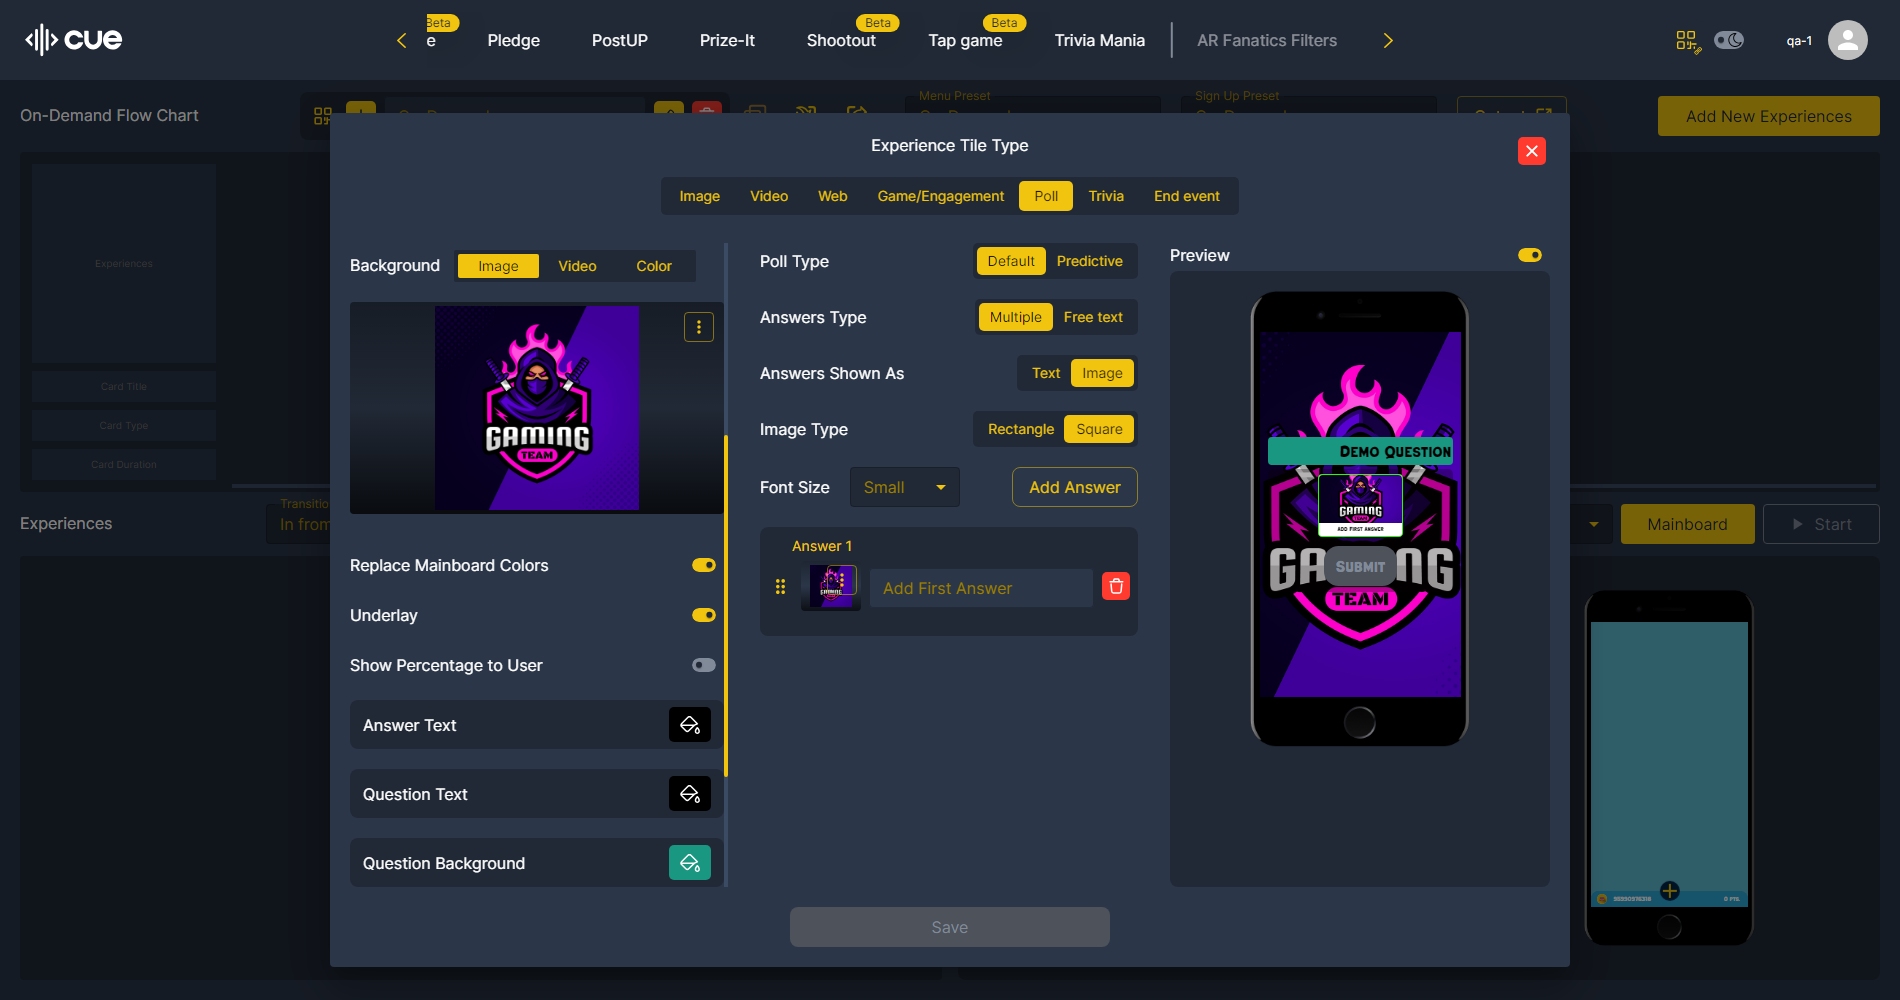 cue
e
Beta
Pledge
PostUP
Prize-It
Shootout
Beta
Tap game
Beta
Trivia Mania
AR Fanatics Filters
qa-1
On-Demand Flow Chart
Menu Preset
Sign Up Preset
Add New Experiences
Experience Tile Type
Image
Video
Web
Game/Engagement
Poll
Trivia
End event
Experiences
Card Title
Card Type
Card Duration
Background
Image
Video
Color
GAMING
TEAM
Replace Mainboard Colors
Underlay
Show Percentage to User
Answer Text
Question Text
Question Background
Poll Type
Default
Predictive
Answers Type
Multiple
Free text
Answers Shown As
Text
Image
Image Type
Rectangle
Square
Font Size
Small
Add Answer
Answer 1
Add First Answer
Preview
Demo Question
GAMING
ADD FIRST ANSWER
Submit
GAMING
TEAM
Experiences
Transitio
In from
Mainboard
Start
0 PTS.
Save